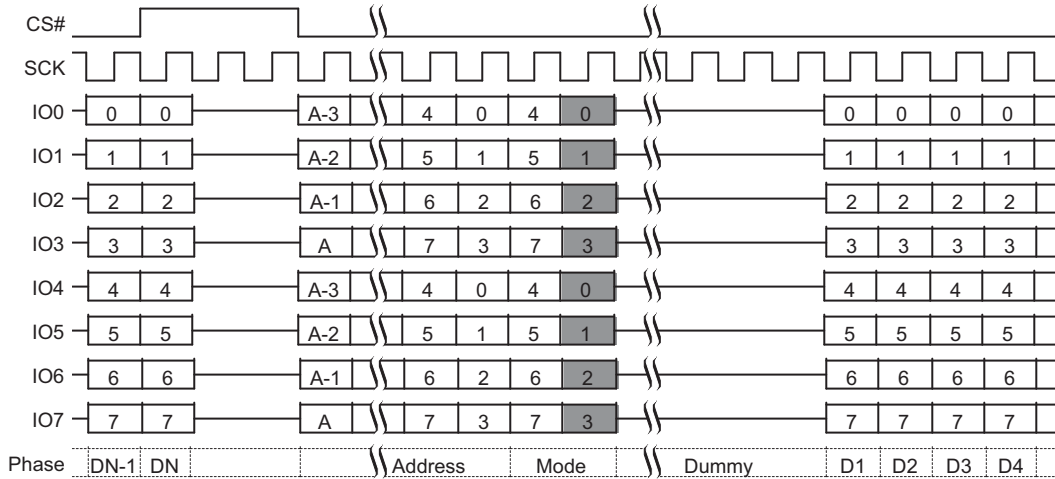 CS#
SCK
IO0 0 0 A-3 4 0 4 0 0 0 0 0
IO1 1 1 A-2 5 1 5 1 1 1 1 1
IO2 2 2 A-1 6 2 6 2 2 2 2 2
IO3 3 3 A 7 3 7 3 3 3 3 3
IO4 4 4 A-3 4 0 4 0 4 4 4 4
IO5 5 5 A-2 5 1 5 1 5 5 5 5
IO6 6 6 A-1 6 2 6 2 6 6 6 6
IO7 7 7 A 7 3 7 3 7 7 7 7
Phase DN-1 DN Address Mode Dummy D1 D2 D3 D4